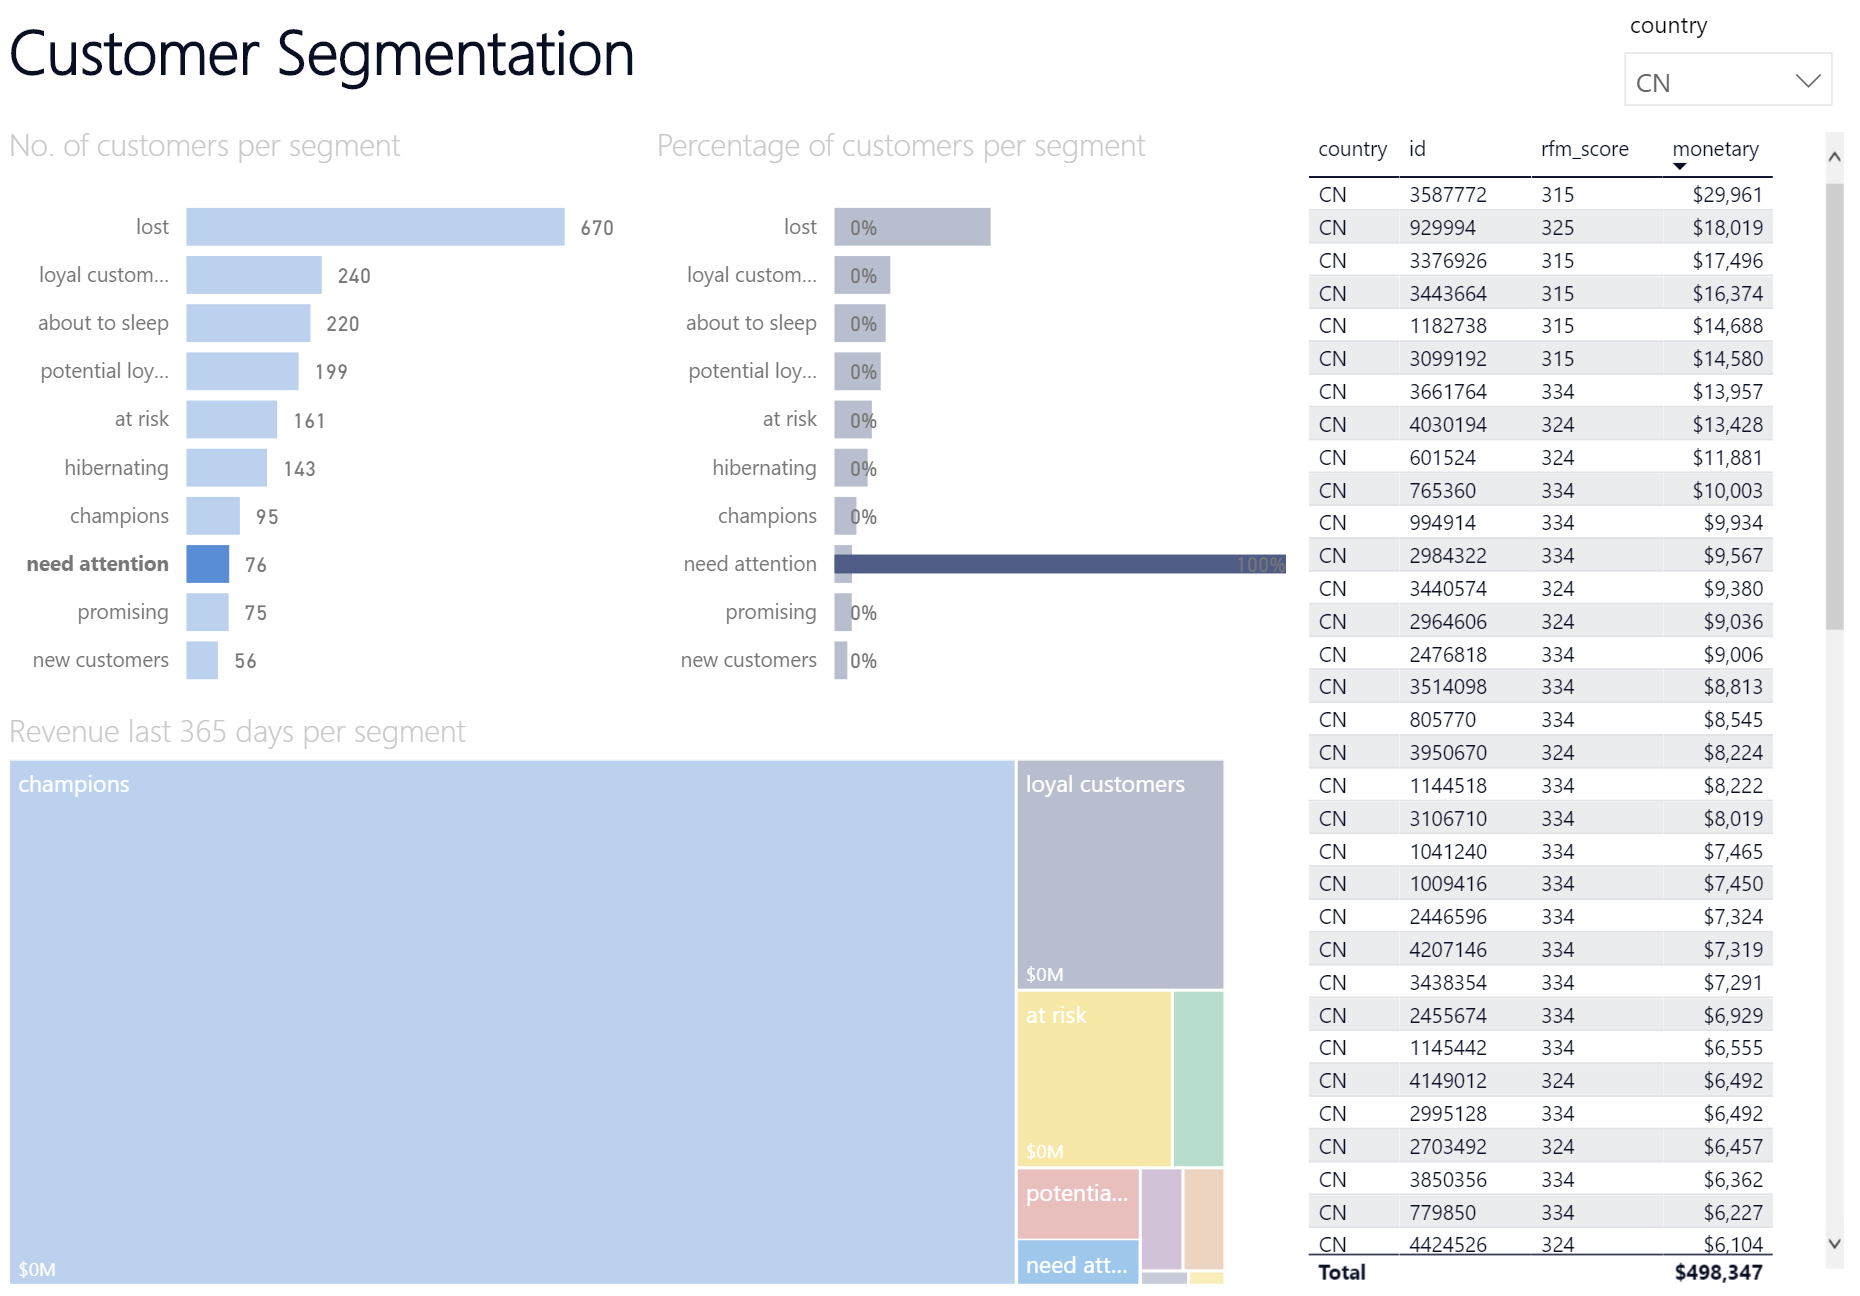 Customer Segmentation
country
CN
No. of customers per segment
lost 670
loyal custom... 240
about to sleep 220
potential loy... 199
at risk 161
hibernating 143
champions 95
need attention 76
promising 75
new customers 56
Percentage of customers per segment
lost 0%
loyal custom... 0%
about to sleep 0%
potential loy... 0%
at risk 0%
hibernating 0%
champions 0%
need attention 100%
promising 0%
new customers 0%
Revenue last 365 days per segment
champions
$0M
loyal customers
$0M
at risk
$0M
potentia...
need att...
country id rfm_score monetary
CN 3587772 315 $29,961
CN 929994 325 $18,019
CN 3376926 315 $17,496
CN 3443664 315 $16,374
CN 1182738 315 $14,688
CN 3099192 315 $14,580
CN 3661764 334 $13,957
CN 4030194 324 $13,428
CN 601524 324 $11,881
CN 765360 334 $10,003
CN 994914 334 $9,934
CN 2984322 334 $9,567
CN 3440574 324 $9,380
CN 2964606 324 $9,036
CN 2476818 334 $9,006
CN 3514098 334 $8,813
CN 805770 334 $8,545
CN 3950670 324 $8,224
CN 1144518 334 $8,222
CN 3106710 334 $8,019
CN 1041240 334 $7,465
CN 1009416 334 $7,450
CN 2446596 334 $7,324
CN 4207146 334 $7,319
CN 3438354 334 $7,291
CN 2455674 334 $6,929
CN 1145442 334 $6,555
CN 4149012 324 $6,492
CN 2995128 334 $6,492
CN 2703492 324 $6,457
CN 3850356 334 $6,362
CN 779850 334 $6,227
CN 4424526 324 $6,104
Total $498,347